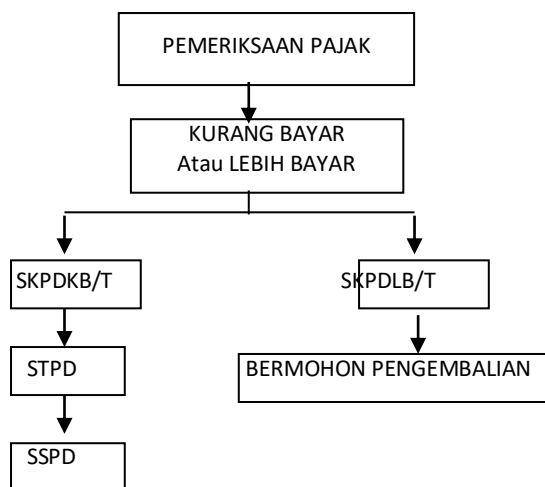 PEMERIKSAAN PAJAK
KURANG BAYAR
Atau LEBIH BAYAR
SKPDKB/T
SKPDLB/T
STPD
BERMOHON PENGEMBALIAN
SSPD